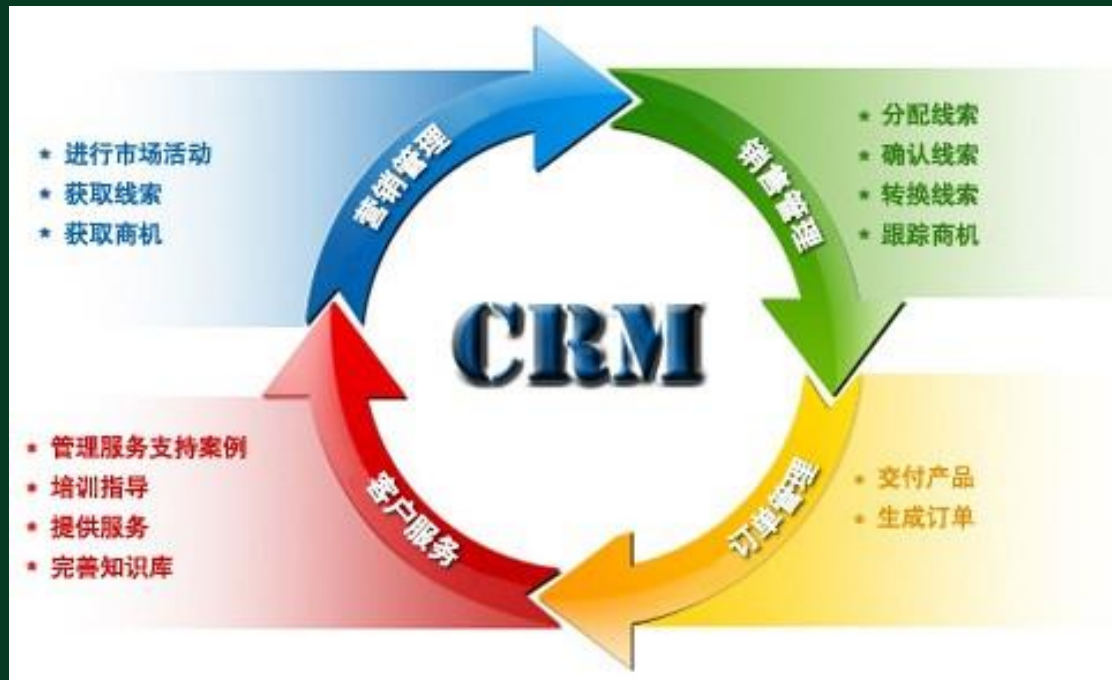 营销管理
进行市场活动
获取线索
获取商机
销售管理
分配线索
确认线索
转换线索
跟踪商机
CRM
订单管理
交付产品
生成订单
客户服务
管理服务支持案例
培训指导
提供服务
完善知识库